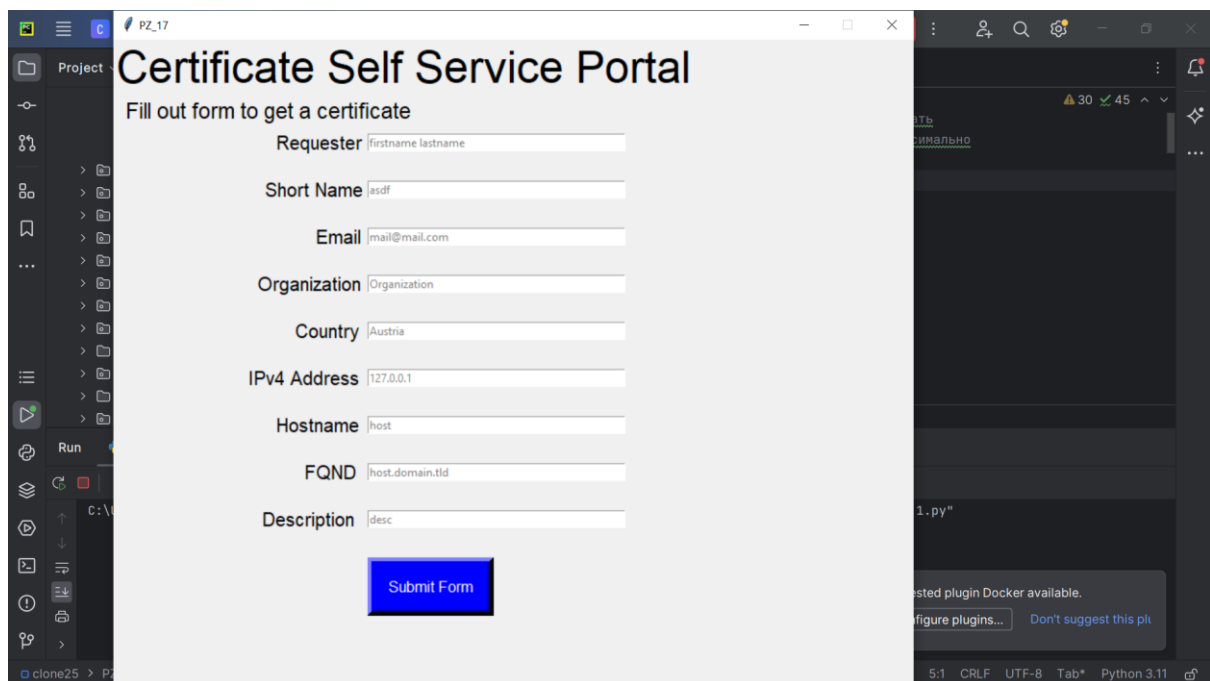 C
PZ_17
Project
Certificate Self Service Portal
30
45
Fill out form to get a certificate
Requester
firstname lastname
Short Name
asdf
Email
mail@mail.com
Organization
Organization
Country
Austria
IPv4 Address
127.0.0.1
Hostname
host
FQND
host.domain.tld
Description
desc
Submit Form
Run
C:\
1.py"
plugin Docker available.
plugins...
Don't suggest this
clone25
5:1
CRLF
UTF-8
Tab*
Python 3.11